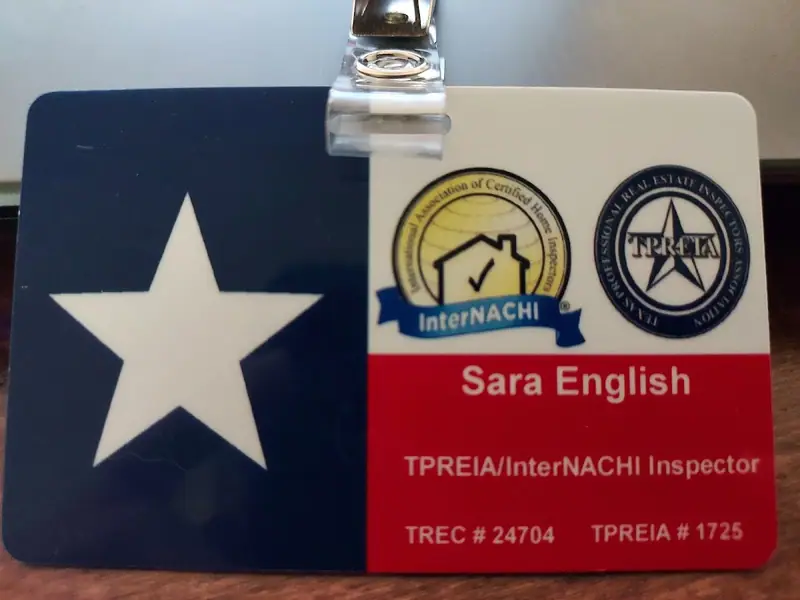 International Association of Certified Home Inspectors
InterNACHI®
TEXAS PROFESSIONAL REAL ESTATE INSPECTORS ASSOCIATION
TPREIA
Sara English
TPREIA/InterNACHI Inspector
TREC # 24704 TPREIA # 1725